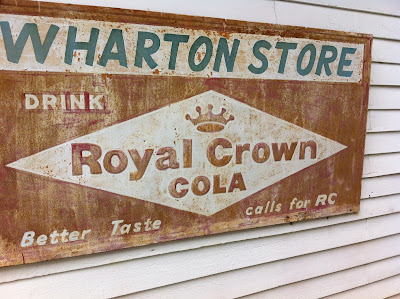 WHARTON STORE
DRINK
Royal Crown
COLA
Better Taste calls for RC